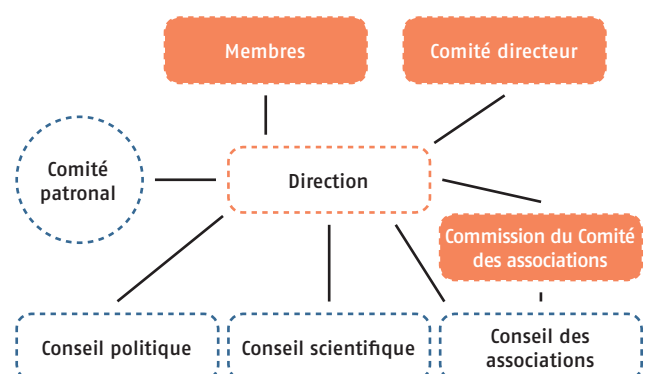 Membres
Comité directeur
Comité
patronal
Direction
Commission du Comité
des associations
Conseil politique
Conseil scientifique
Conseil des
associations